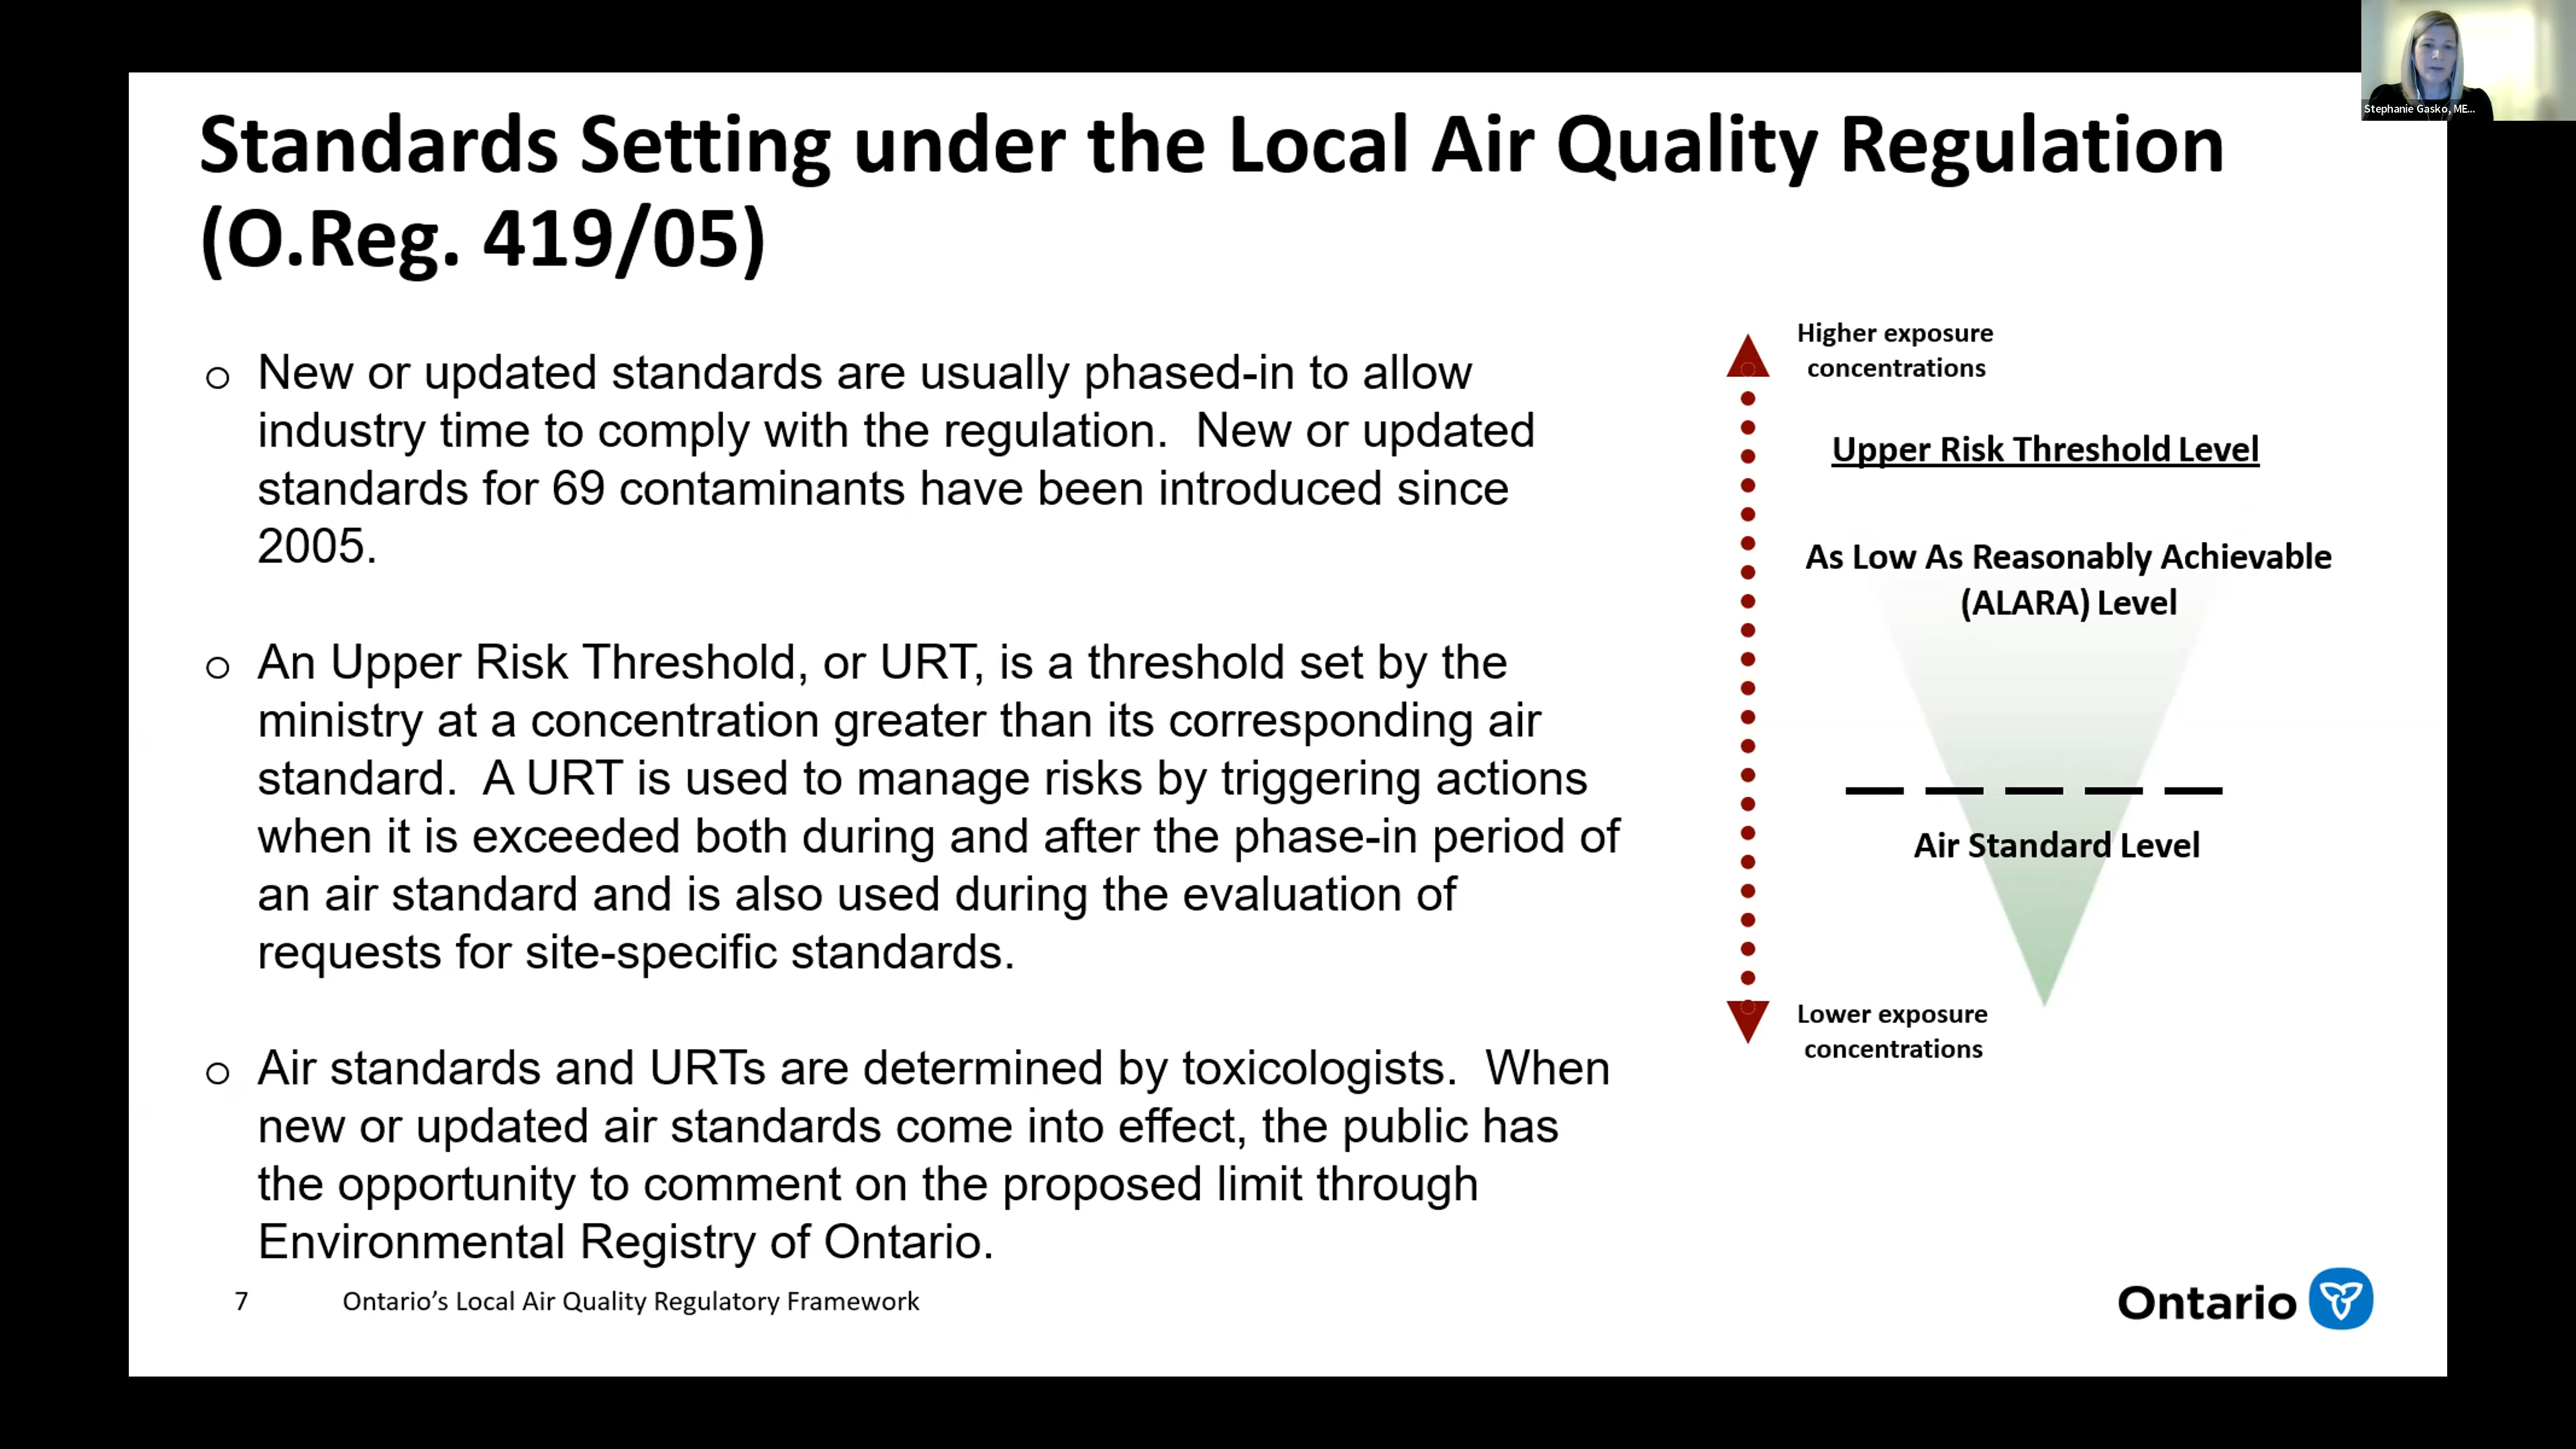 Stephanie Gasko, ME...
Standards Setting under the Local Air Quality Regulation
(O.Reg. 419/05)
o New or updated standards are usually phased-in to allow
industry time to comply with the regulation.  New or updated
standards for 69 contaminants have been introduced since
2005.
o An Upper Risk Threshold, or URT, is a threshold set by the
ministry at a concentration greater than its corresponding air
standard.  A URT is used to manage risks by triggering actions
when it is exceeded both during and after the phase-in period of
an air standard and is also used during the evaluation of
requests for site-specific standards.
o Air standards and URTs are determined by toxicologists.  When
new or updated air standards come into effect, the public has
the opportunity to comment on the proposed limit through
Environmental Registry of Ontario.
Higher exposure
concentrations
Upper Risk Threshold Level
As Low As Reasonably Achievable
(ALARA) Level
Air Standard Level
Lower exposure
concentrations
7 Ontario’s Local Air Quality Regulatory Framework
Ontario